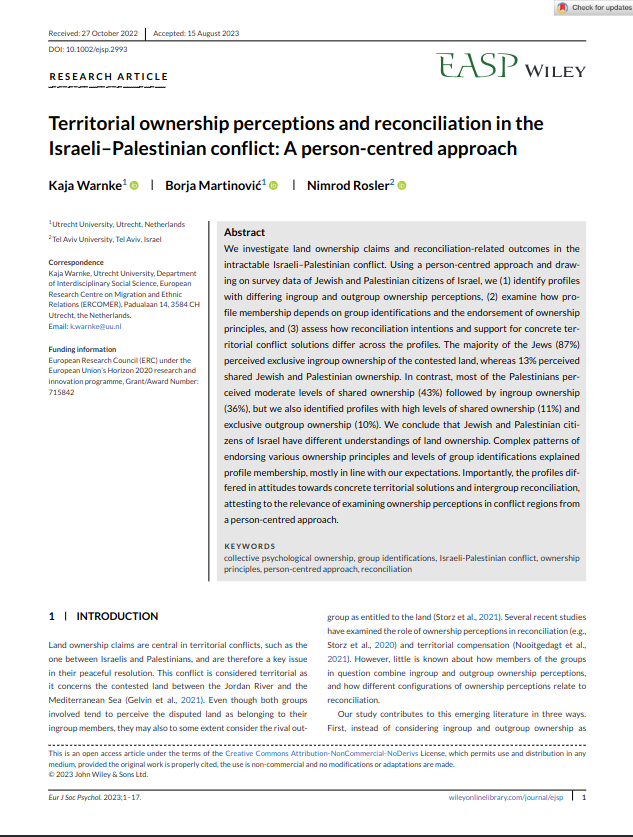 Check for updates
Received: 27 October 2022 | Accepted: 15 August 2023
DOI: 10.1002/ejsp.2993
RESEARCH ARTICLE
EASP WILEY
Territorial ownership perceptions and reconciliation in the
Israeli–Palestinian conflict: A person-centred approach
Kaja Warnke1 | Borja Martinović1 | Nimrod Rosler2
1Utrecht University, Utrecht, Netherlands
2Tel Aviv University, Tel Aviv, Israel
Correspondence
Kaja Warnke, Utrecht University, Department
of Interdisciplinary Social Science, European
Research Centre on Migration and Ethnic
Relations (ERCOMER), Padualaan 14, 3584 CH
Utrecht, the Netherlands.
Email: k.warnke@uu.nl
Funding information
European Research Council (ERC) under the
European Union's Horizon 2020 research and
innovation programme, Grant/Award Number:
715842
Abstract
We investigate land ownership claims and reconciliation-related outcomes in the
intractable Israeli–Palestinian conflict. Using a person-centred approach and draw-
ing on survey data of Jewish and Palestinian citizens of Israel, we (1) identify profiles
with differing ingroup and outgroup ownership perceptions, (2) examine how pro-
file membership depends on group identifications and the endorsement of ownership
principles, and (3) assess how reconciliation intentions and support for concrete ter-
ritorial conflict solutions differ across the profiles. The majority of the Jews (87%)
perceived exclusive ingroup ownership of the contested land, whereas 13% perceived
shared Jewish and Palestinian ownership. In contrast, most of the Palestinians per-
ceived moderate levels of shared ownership (43%) followed by ingroup ownership
(36%), but we also identified profiles with high levels of shared ownership (11%) and
exclusive outgroup ownership (10%). We conclude that Jewish and Palestinian citi-
zens of Israel have different understandings of land ownership. Complex patterns of
endorsing various ownership principles and levels of group identifications explained
profile membership, mostly in line with our expectations. Importantly, the profiles dif-
fered in attitudes towards concrete territorial solutions and intergroup reconciliation,
attesting to the relevance of examining ownership perceptions in conflict regions from
a person-centred approach.
KEYWORDS
collective psychological ownership, group identifications, Israeli-Palestinian conflict, ownership
principles, person-centred approach, reconciliation
1 | INTRODUCTION
Land ownership claims are central in territorial conflicts, such as the
one between Israelis and Palestinians, and are therefore a key issue
in their peaceful resolution. This conflict is considered territorial as
it concerns the contested land between the Jordan River and the
Mediterranean Sea (Gelvin et al., 2021). Even though both groups
involved tend to perceive the disputed land as belonging to their
ingroup members, they may also to some extent consider the rival out-
group as entitled to the land (Storz et al., 2021). Several recent studies
have examined the role of ownership perceptions in reconciliation (e.g.,
Storz et al., 2020) and territorial compensation (Nooitgedagt et al.,
2021). However, little is known about how members of the groups
in question combine ingroup and outgroup ownership perceptions,
and how different configurations of ownership perceptions relate to
reconciliation.
Our study contributes to this emerging literature in three ways.
First, instead of considering ingroup and outgroup ownership as
This is an open access article under the terms of the Creative Commons Attribution-NonCommercial-NoDerivs License, which permits use and distribution in any
medium, provided the original work is properly cited, the use is non-commercial and no modifications or adaptations are made.
© 2023 John Wiley & Sons Ltd.
Eur J Soc Psychol. 2023;1–17.
wileyonlinelibrary.com/journal/ejsp | 1